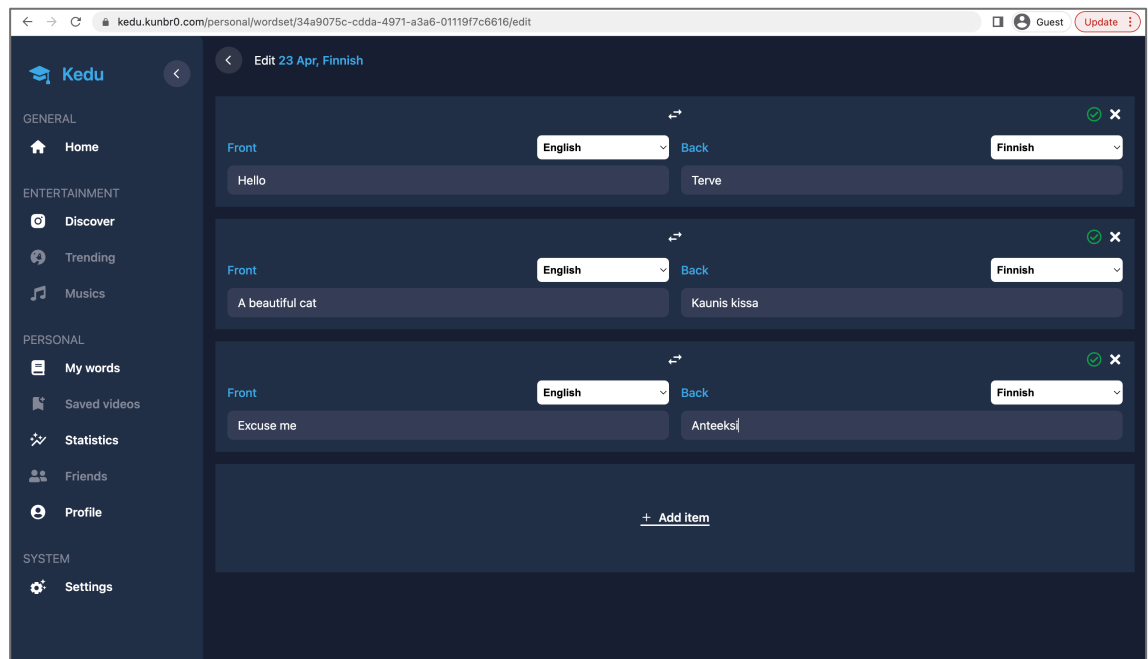 kedu.kunbr0.com/personal/wordset/34a9075c-cdda-4971-a3a6-01119f7c6616/edit
Guest
Update
Kedu
Edit 23 Apr, Finnish
GENERAL
Home
ENTERTAINMENT
Discover
Trending
Musics
PERSONAL
My words
Saved videos
Statistics
Friends
Profile
SYSTEM
Settings
Front English Back Finnish
Hello Terve
Front English Back Finnish
A beautiful cat Kaunis kissa
Front English Back Finnish
Excuse me Anteeksi
+ Add item